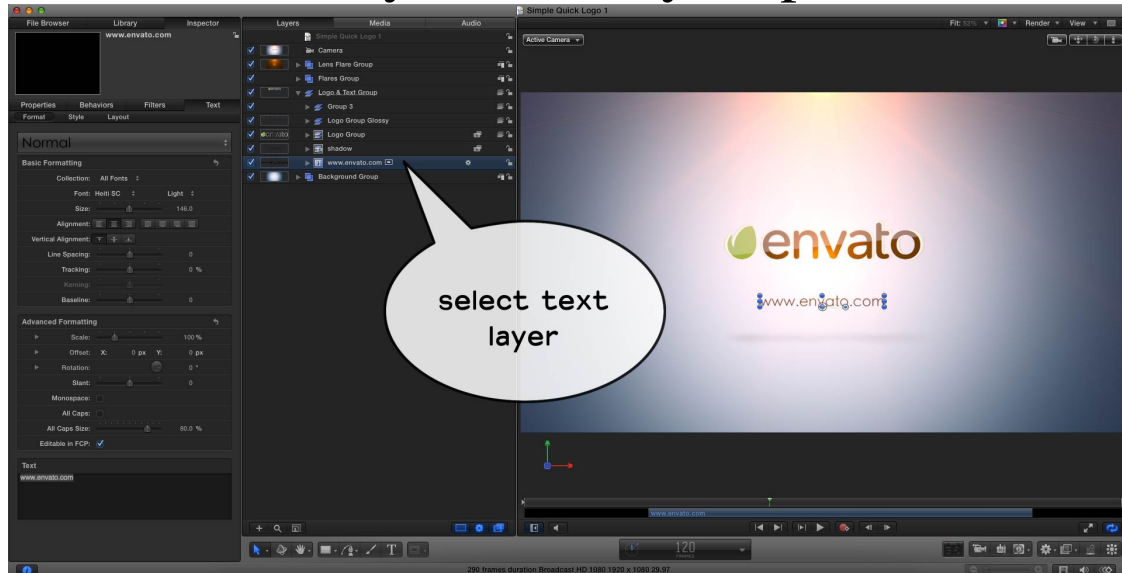 Simple Quick Logo 1
File Browser Library Inspector
Layers Media Audio
Fit: 53% Render View
www.envato.com
Simple Quick Logo 1
Active Camera
Camera
Lens Flare Group
Flares Group
Logo & Text Group
Group 3
Logo Group Glossy
Logo Group
shadow
www.envato.com
Background Group
Properties Behaviors Filters Text
Format Style Layout
Normal
Basic Formatting
Collection: All Fonts
Font: Heiti SC Light
Size: 146.0
Alignment:
Vertical Alignment:
Line Spacing: 0
Tracking: 0 %
Kerning:
Baseline: 0
Advanced Formatting
Scale: 100 %
Offset: X: 0 px Y: 0 px
Rotation: 0 °
Slant: 0
Monospace:
All Caps:
All Caps Size: 80.0 %
Editable in FCP:
Text
www.envato.com
select text
layer
envato
www.envato.com
www.envato.com
T
120
FRAMES
290 frames duration Broadcast HD 1080 1920 x 1080 29.97